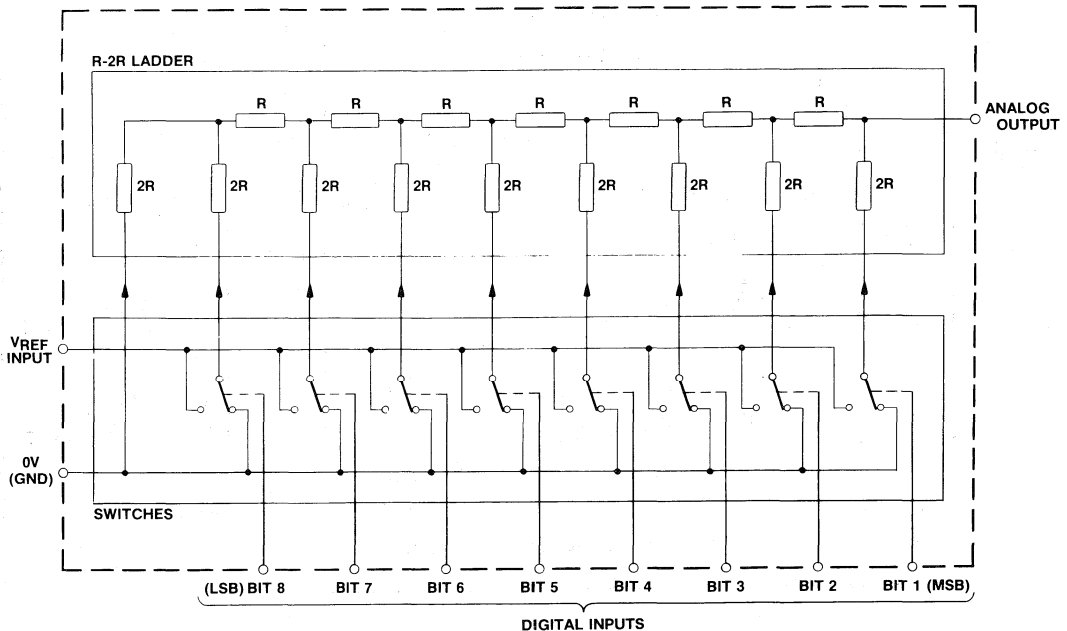 R-2R LADDER
R R R R R R R
ANALOG
OUTPUT
2R 2R 2R 2R 2R 2R 2R 2R 2R
VREF
INPUT
0V
(GND)
SWITCHES
(LSB) BIT 8 BIT 7 BIT 6 BIT 5 BIT 4 BIT 3 BIT 2 BIT 1 (MSB)
DIGITAL INPUTS